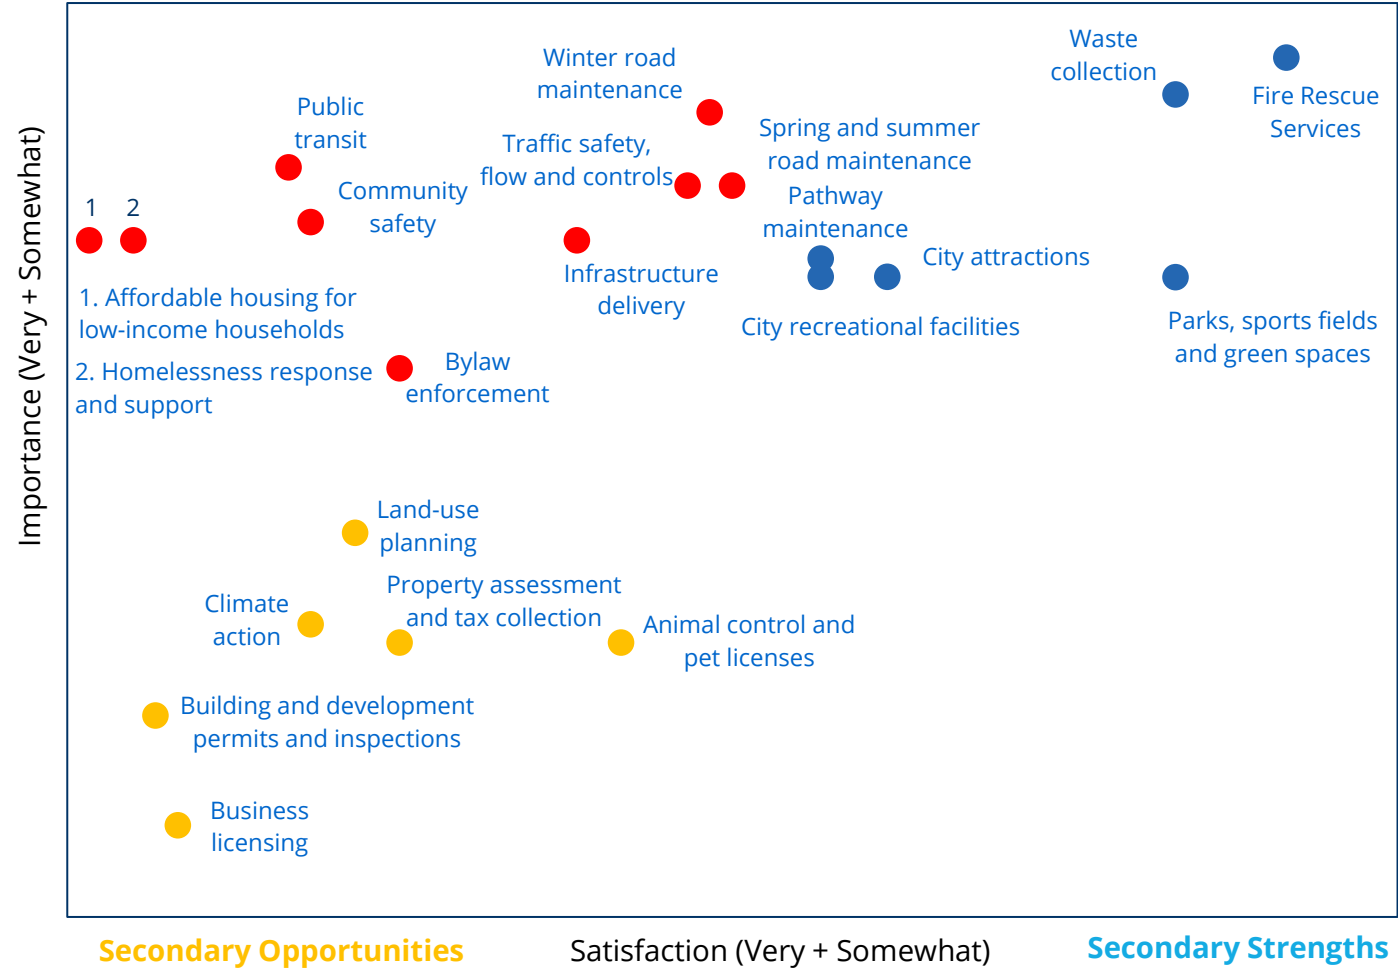 Importance (Very + Somewhat)
Winter road
maintenance
Waste
collection
Fire Rescue
Services
Public
transit
Traffic safety,
flow and controls
Spring and summer
road maintenance
Community
safety
Pathway
maintenance
1 2
Infrastructure
delivery
City attractions
1. Affordable housing for
low-income households
City recreational facilities
Parks, sports fields
and green spaces
2. Homelessness response
and support
Bylaw
enforcement
Land-use
planning
Property assessment
and tax collection
Climate
action
Animal control and
pet licenses
Building and development
permits and inspections
Business
licensing
Secondary Opportunities
Satisfaction (Very + Somewhat)
Secondary Strengths